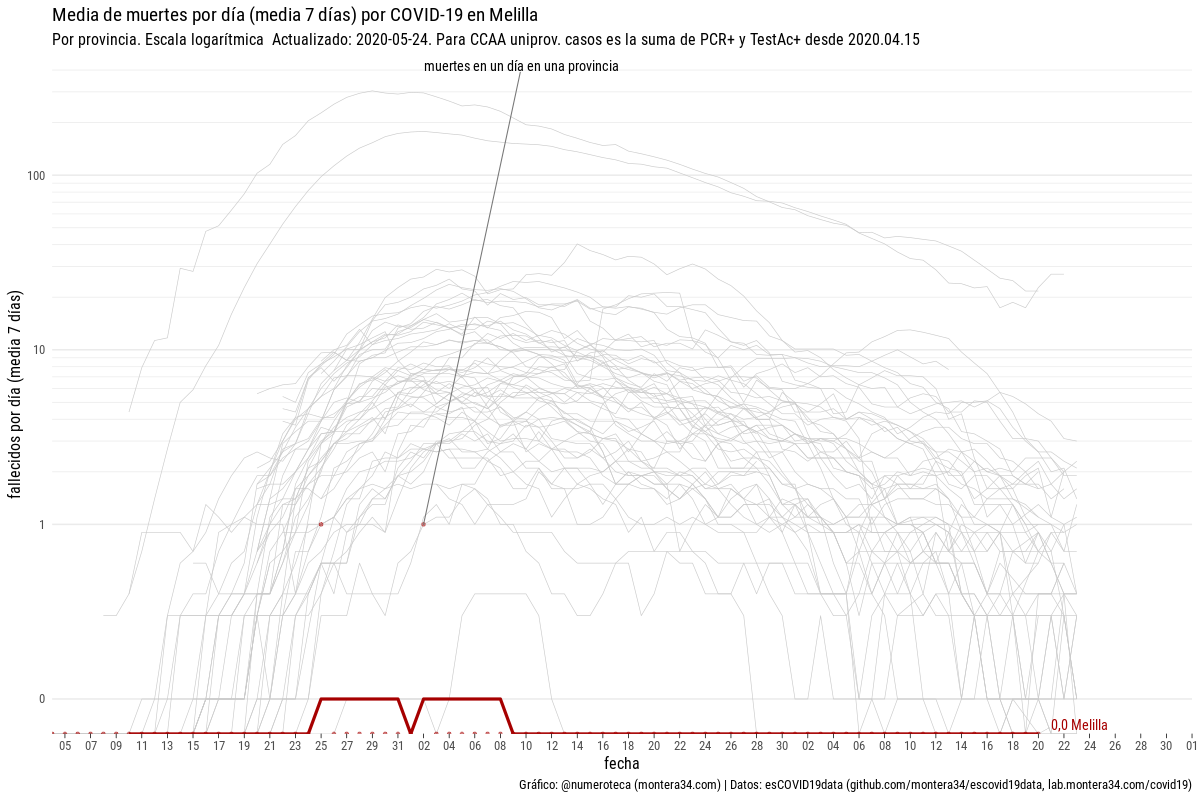 Media de muertes por día (media 7 días) por COVID-19 en Melilla
Por provincia. Escala logarítmica  Actualizado: 2020-05-24. Para CCAA uniprov. casos es la suma de PCR+ y TestAc+ desde 2020.04.15
muertes en un día en una provincia
fallecidos por día (media 7 días)
100
10
1
0
0,0 Melilla
05 07 09 11 13 15 17 19 21 23 25 27 29 31 02 04 06 08 10 12 14 16 18 20 22 24 26 28 30 02 04 06 08 10 12 14 16 18 20 22 24 26 28 30 01
fecha
Gráfico: @numeroteca (montera34.com) | Datos: esCOVID19data (github.com/montera34/escovid19data, lab.montera34.com/covid19)